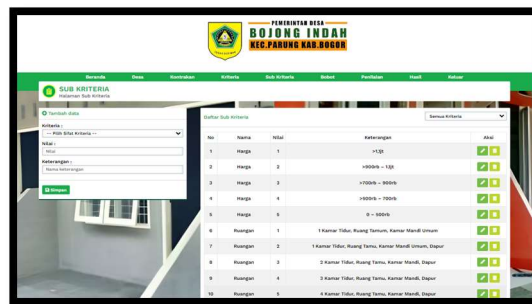 PEMERINTAH DESA
BOJONG INDAH
KEC.PARUNG KAB.BOGOR
Beranda Desa Kontrakan Kriteria Sub Kriteria Bobot Penilaian Hasil Keluar
SUB KRITERIA
Halaman Sub Kriteria
Tambah data
Kriteria :
-- Pilih Sifat Kriteria --
Nilai :
Nilai
Keterangan :
Nama keterangan
Simpan
Daftar Sub Kriteria
Semua Kriteria
No Nama Nilai Keterangan Aksi
1 Harga 1 >1,1jt
2 Harga 2 >900rb - 1,1jt
3 Harga 3 >700rb - 900rb
4 Harga 4 >500rb - 700rb
5 Harga 5 0 - 500rb
6 Ruangan 1 1 Kamar Tidur, Ruang Tamum, Kamar Mandi Umum
7 Ruangan 2 1 Kamar Tidur, Ruang Tamu, Kamar Mandi Umum, Dapur
8 Ruangan 3 2 Kamar Tidur, Ruang Tamu, Kamar Mandi, Dapur
9 Ruangan 4 3 Kamar Tidur, Ruang Tamu, Kamar Mandi, Dapur
10 Ruangan 5 4 Kamar Tidur, Ruang Tamu, Kamar Mandi, Dapur